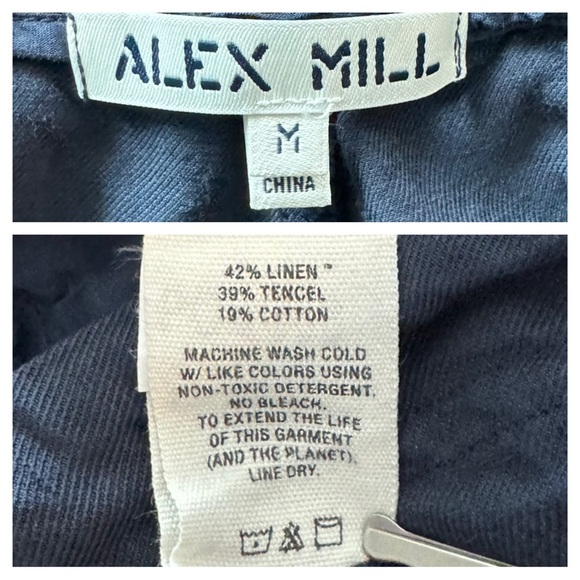 ALEX MILL
M
CHINA
42% LINEN ™
39% TENCEL
19% COTTON
MACHINE WASH COLD
W/ LIKE COLORS USING
NON-TOXIC DETERGENT.
NO BLEACH.
TO EXTEND THE LIFE
OF THIS GARMENT
(AND THE PLANET),
LINE DRY.